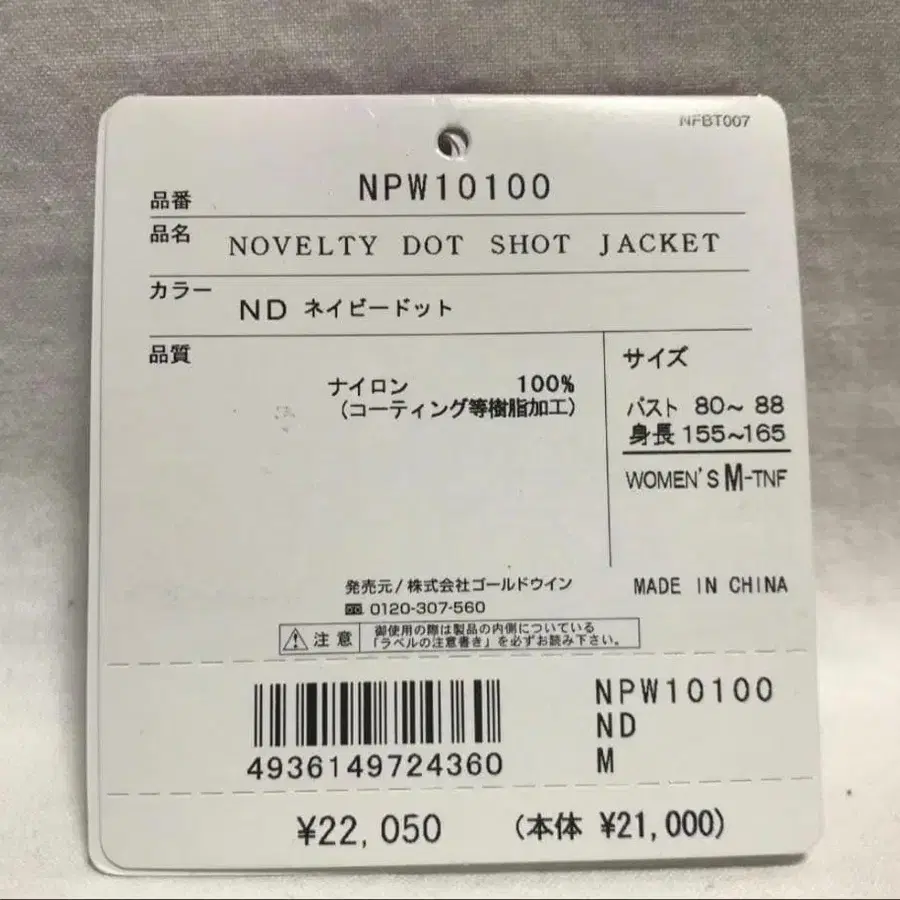 NFBT007
品番 NPW10100
品名 NOVELTY DOT SHOT JACKET
カラー ND ネイビードット
品質
ナイロン 100%
(コーティング等樹脂加工)
サイズ
バスト 80~ 88
身長 155~165
WOMEN'S M-TNF
発売元/株式会社ゴールドウイン
0120-307-560
MADE IN CHINA
注意
御使用の際は製品の内側についている
「ラベルの注意書き」を必ずお読み下さい。
4936149724360
NPW10100
ND
M
¥22,050 (本体 ¥21,000)